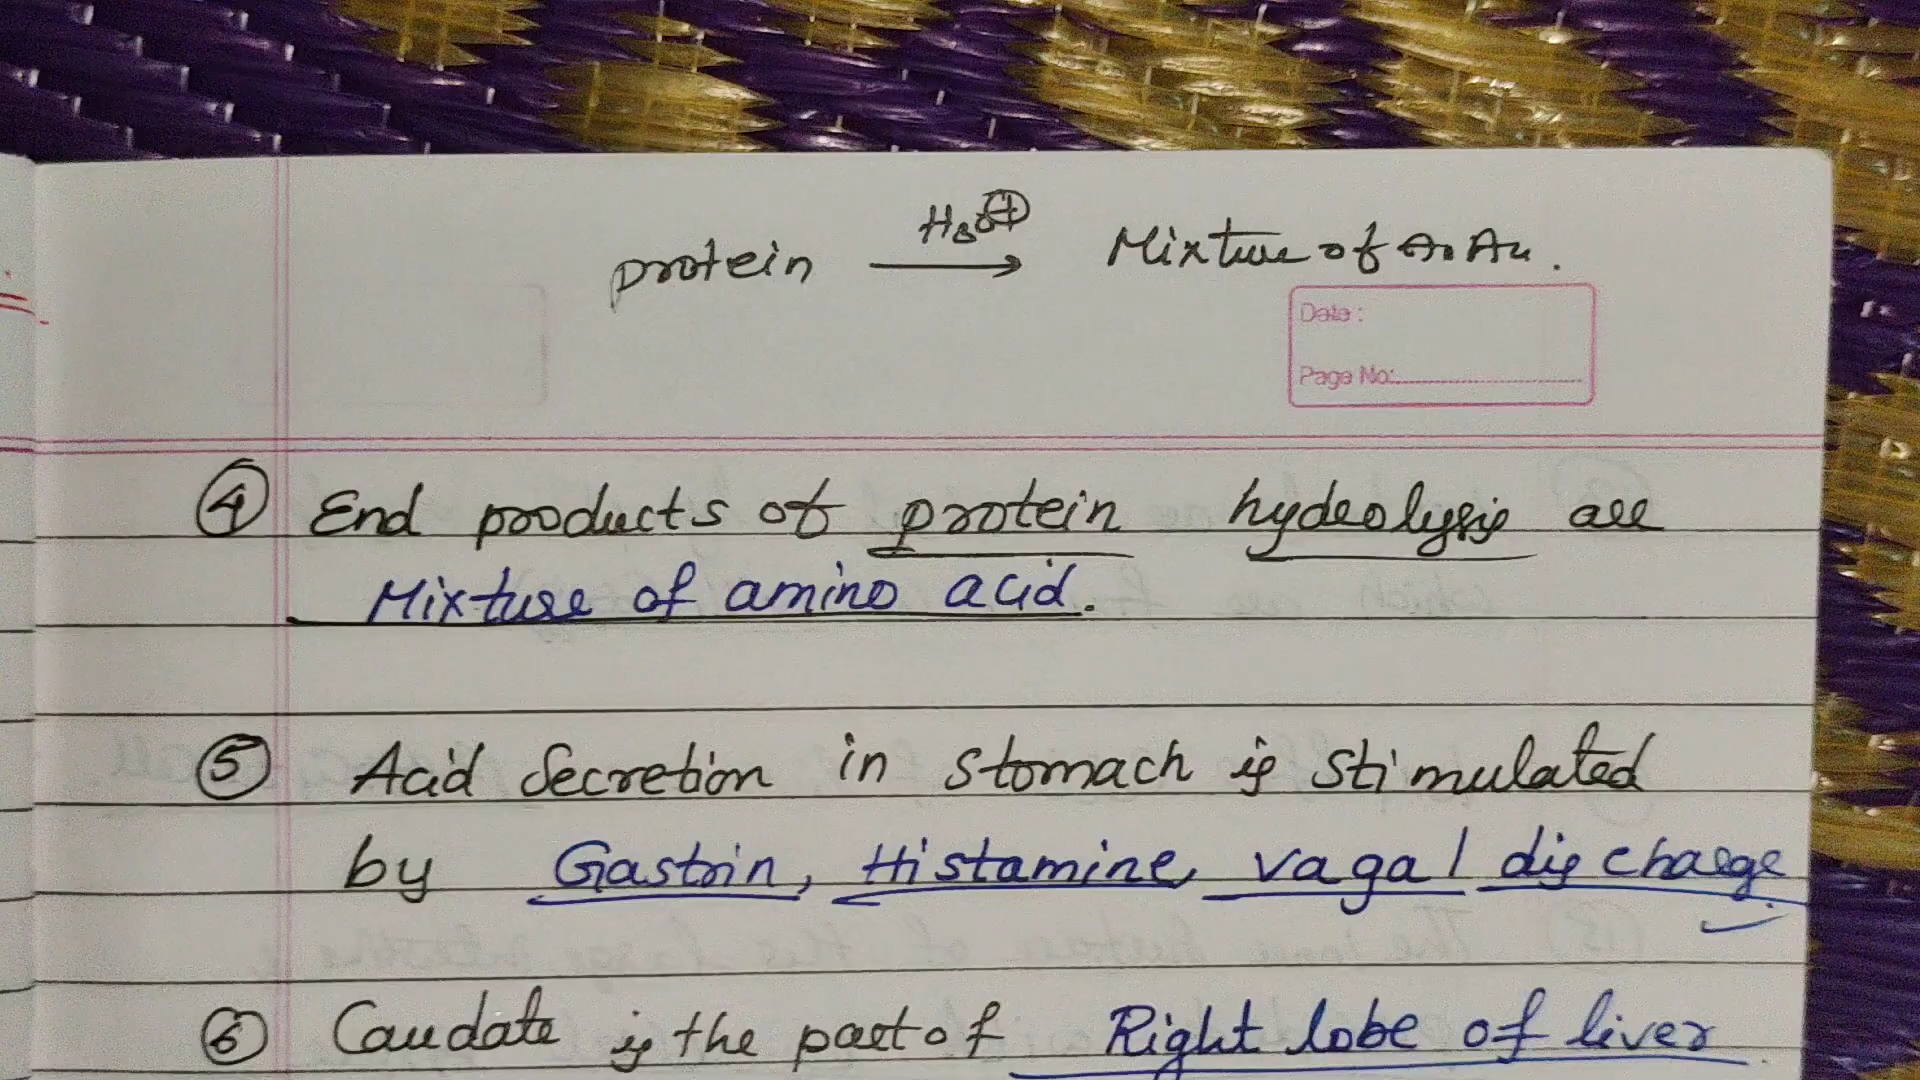 protein —H₃O⊕→ Mixture of A.A.
Date:
Page No:
④ End products of protein hydrolysis are
Mixture of amino acid.
⑤ Acid Secretion in stomach is stimulated
by Gastrin, Histamine, vagal discharge.
⑥ Caudate is the part of Right lobe of liver